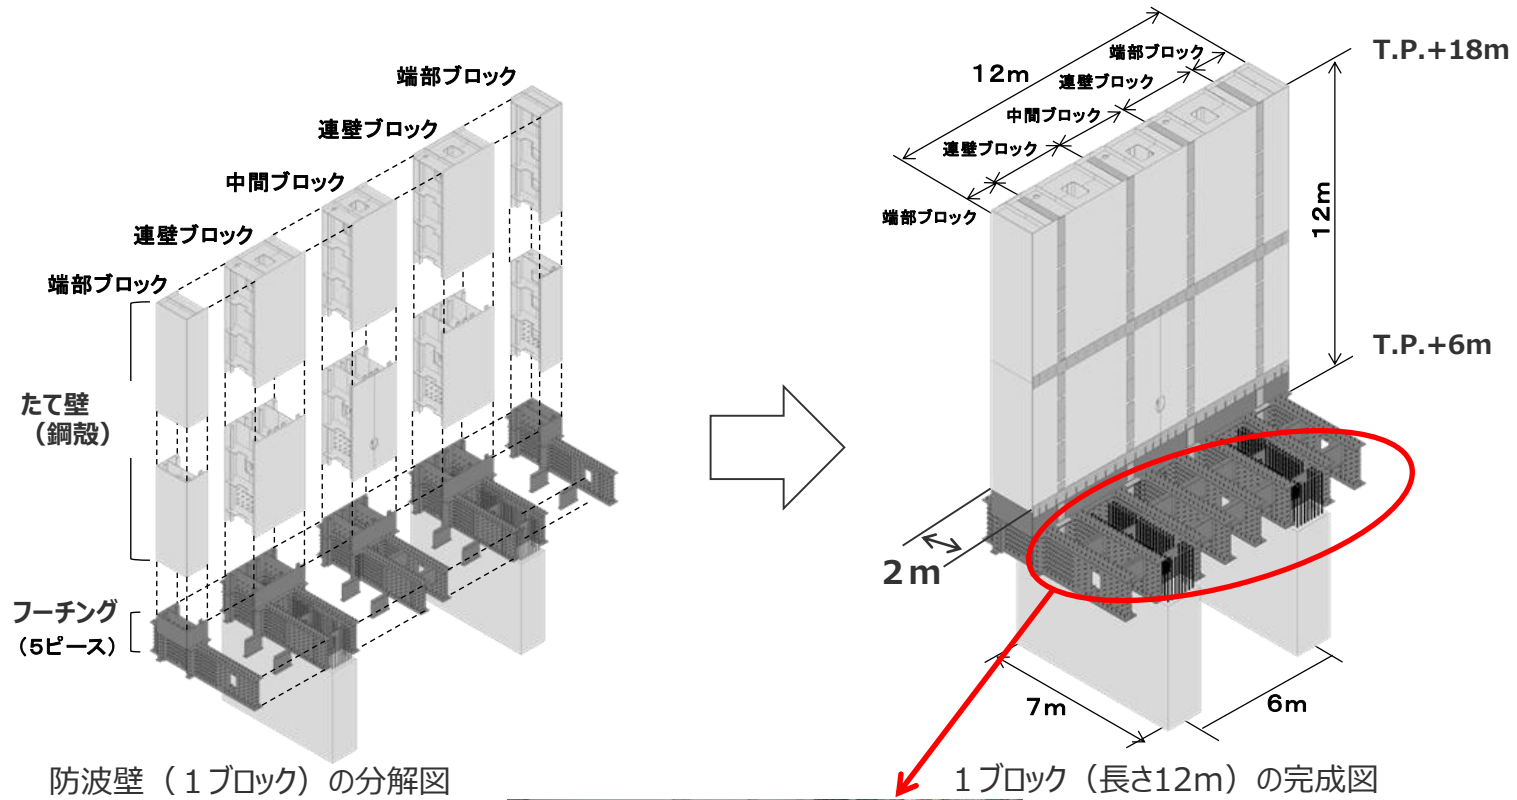 端部ブロック
連壁ブロック
中間ブロック
連壁ブロック
端部ブロック
たて壁
（鋼殻）
フーチング
（5ピース）
防波壁（１ブロック）の分解図
12m
端部ブロック
連壁ブロック
中間ブロック
連壁ブロック
端部ブロック
T.P.+18m
12m
T.P.+6m
2m
7m
6m
１ブロック（長さ12m）の完成図